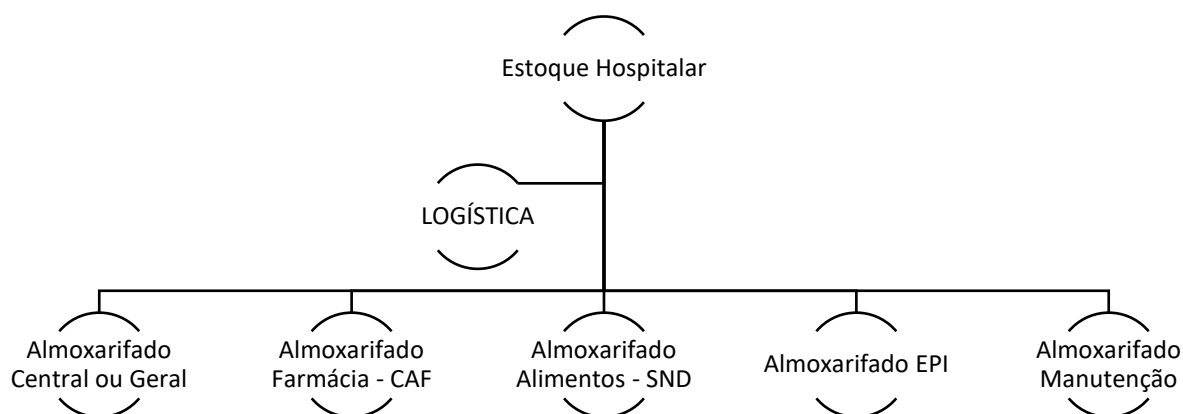 Estoque Hospitalar
LOGÍSTICA
Almoxarifado
Central ou Geral
Almoxarifado
Farmácia - CAF
Almoxarifado
Alimentos - SND
Almoxarifado EPI
Almoxarifado
Manutenção